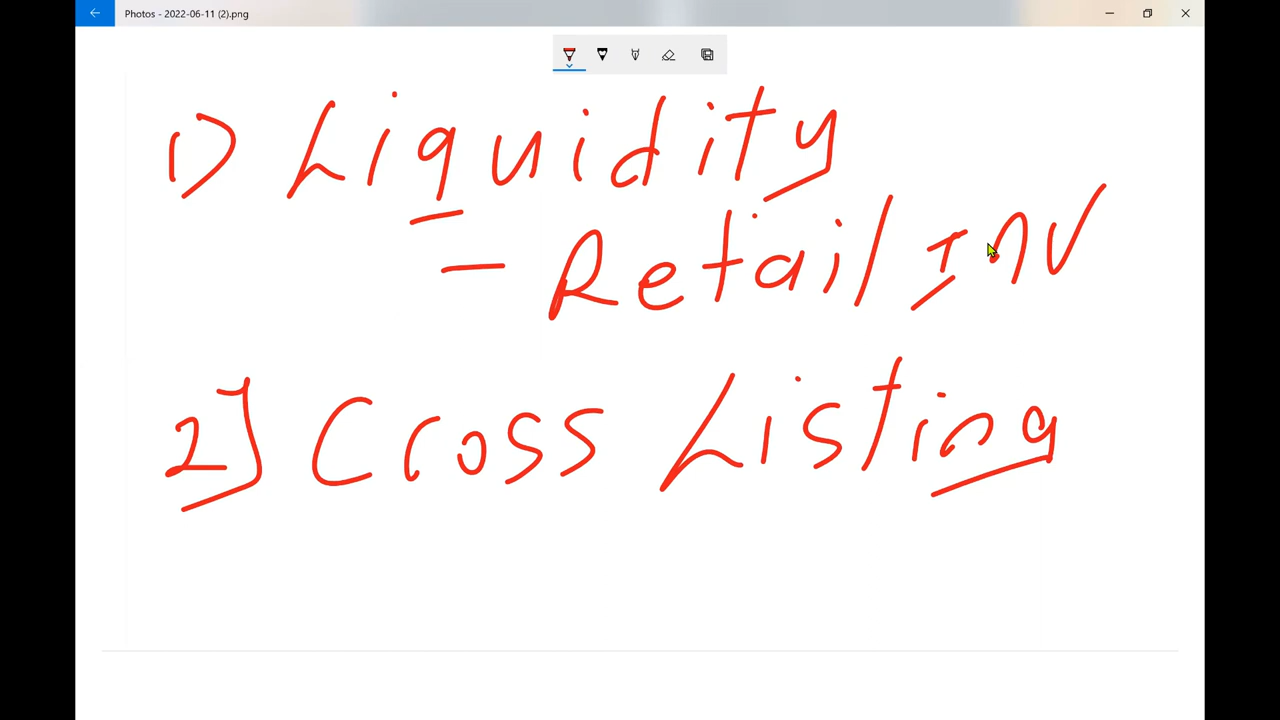 Photos - 2022-06-11 (2).png
1) Liquidity
- Retail Inv
2) Cross Listing